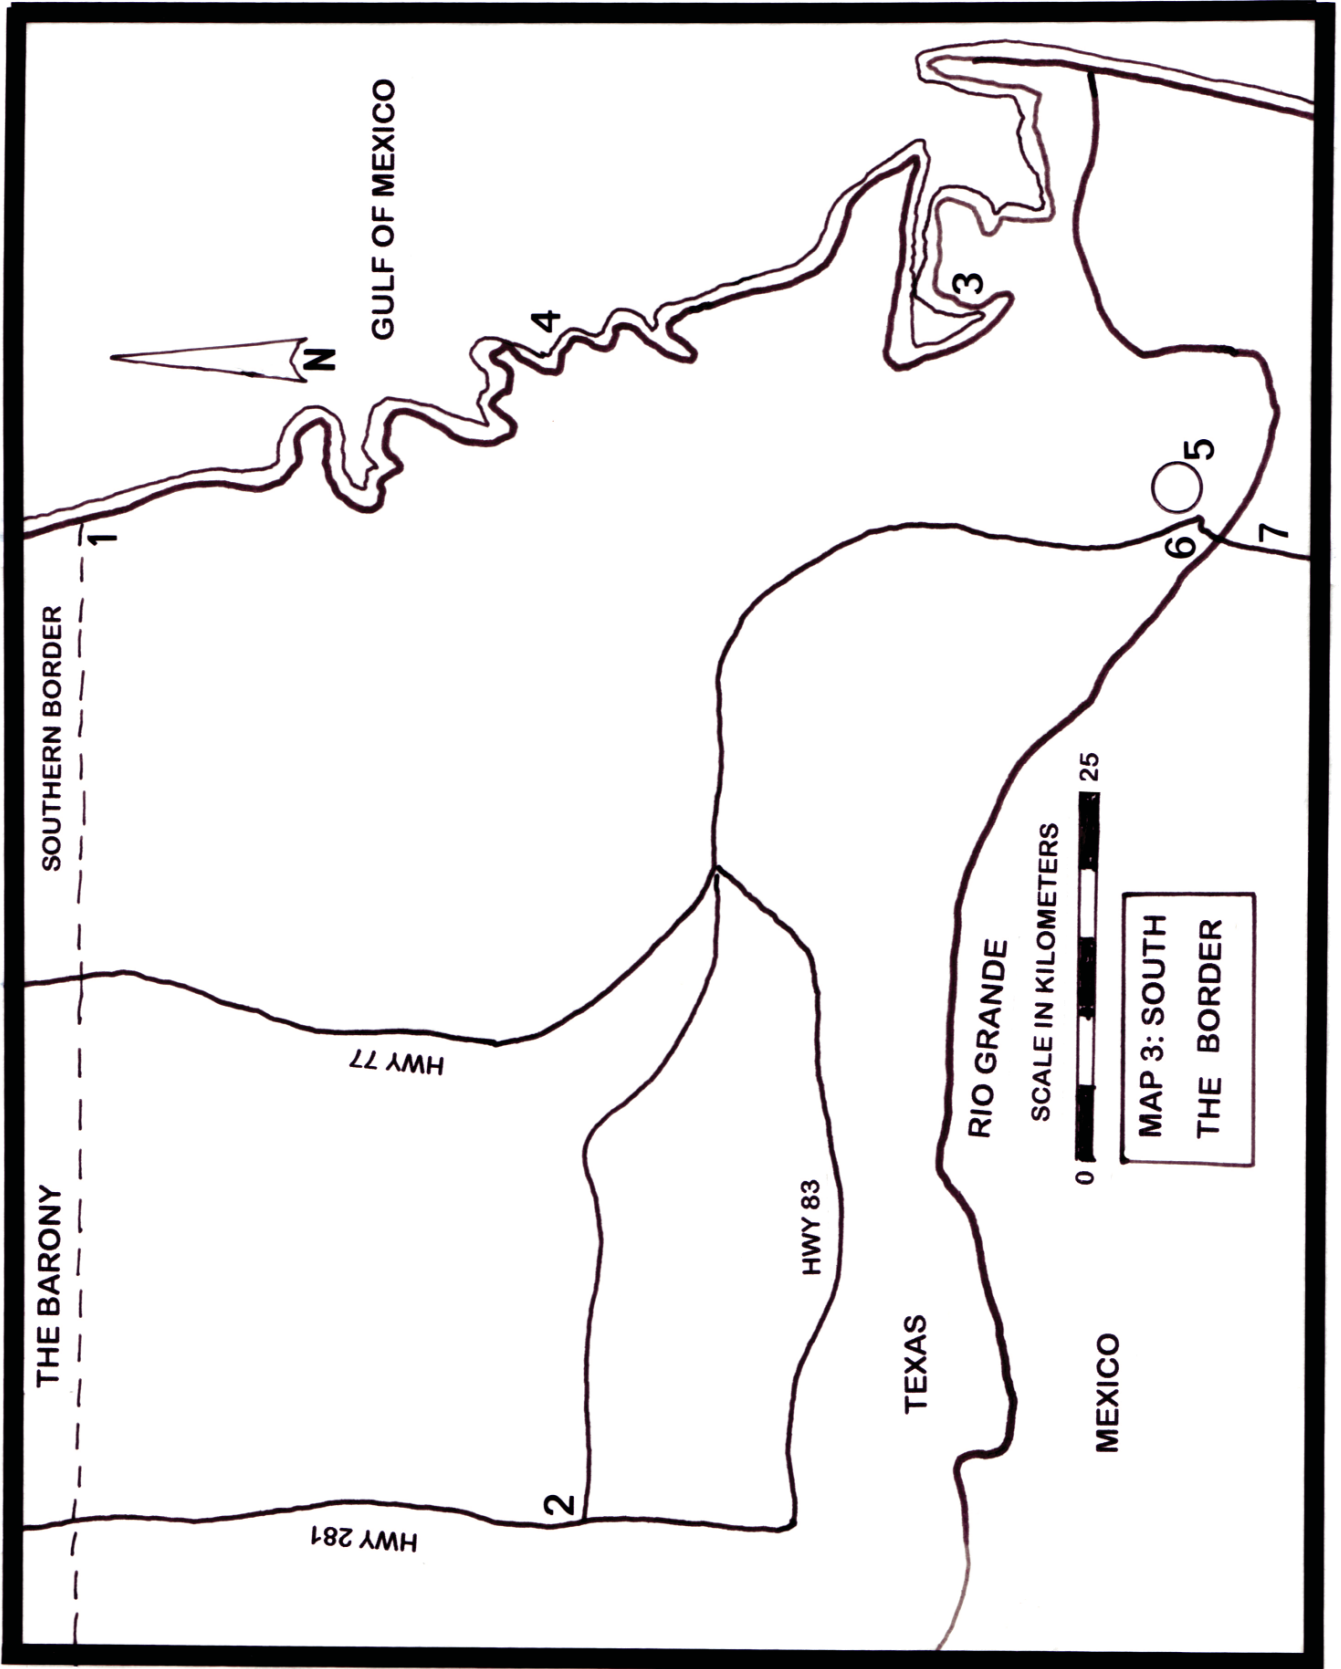 THE BARONY
SOUTHERN BORDER
1
N
GULF OF MEXICO
HWY 281
HWY 77
2
4
HWY 83
TEXAS
3
RIO GRANDE
SCALE IN KILOMETERS
0 25
MEXICO
5
6
7
MAP 3: SOUTH
THE BORDER